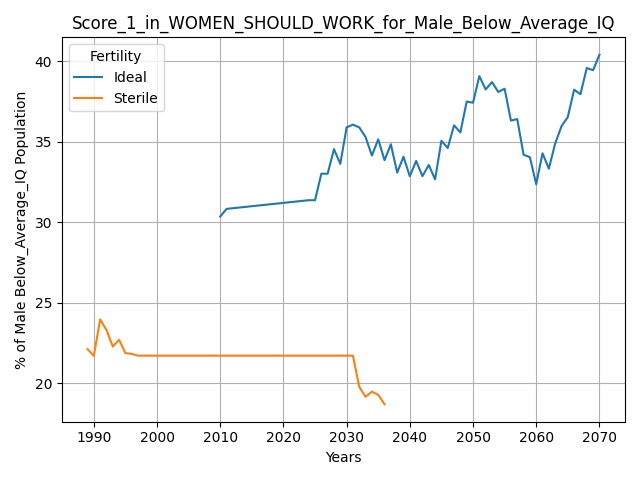 Score_1_in_WOMEN_SHOULD_WORK_for_Male_Below_Average_IQ
Fertility
Ideal
Sterile
% of Male Below_Average_IQ Population
40
35
30
25
20
1990 2000 2010 2020 2030 2040 2050 2060 2070
Years